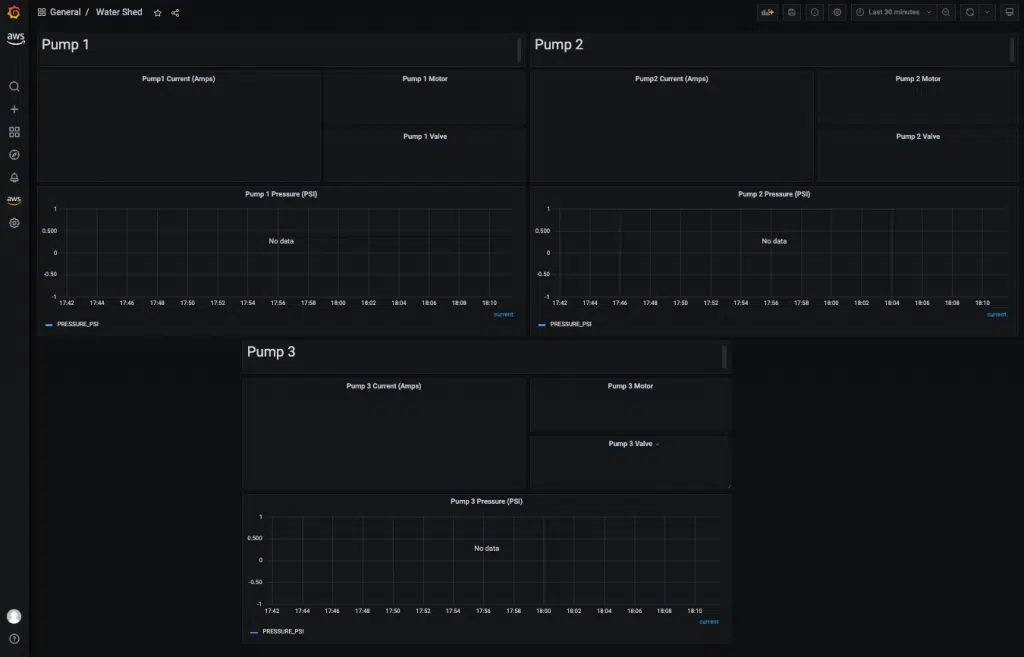 General / Water Shed
Last 30 minutes
aws
aws
Pump 1
Pump1 Current (Amps)
Pump 1 Motor
Pump 1 Valve
Pump 1 Pressure (PSI)
1
0.500
0
-0.50
-1
No data
17:42 17:44 17:46 17:48 17:50 17:52 17:54 17:56 17:58 18:00 18:02 18:04 18:06 18:08 18:10
current
PRESSURE_PSI
Pump 2
Pump2 Current (Amps)
Pump 2 Motor
Pump 2 Valve
Pump 2 Pressure (PSI)
1
0.500
0
-0.50
-1
No data
17:42 17:44 17:46 17:48 17:50 17:52 17:54 17:56 17:58 18:00 18:02 18:04 18:06 18:08 18:10
current
PRESSURE_PSI
Pump 3
Pump 3 Current (Amps)
Pump 3 Motor
Pump 3 Valve
Pump 3 Pressure (PSI)
1
0.500
0
-0.50
-1
No data
17:42 17:44 17:46 17:48 17:50 17:52 17:54 17:56 17:58 18:00 18:02 18:04 18:06 18:08 18:10
current
PRESSURE_PSI